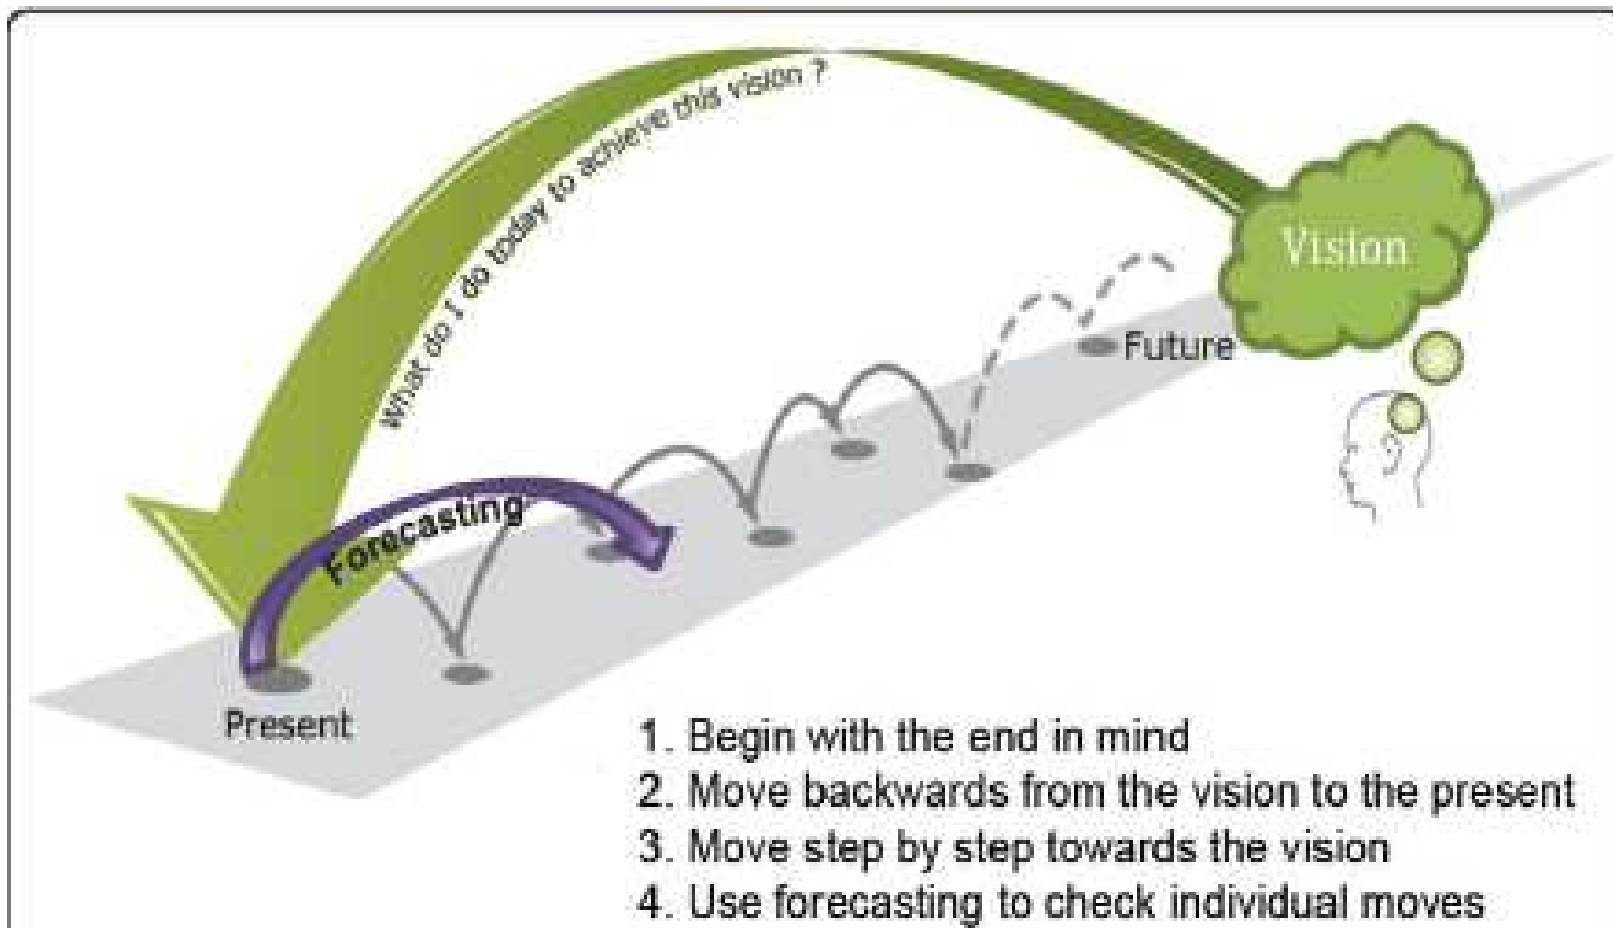 What do I do today to achieve this vision ?
Vision
Future
Forecasting
Present
1. Begin with the end in mind
2. Move backwards from the vision to the present
3. Move step by step towards the vision
4. Use forecasting to check individual moves